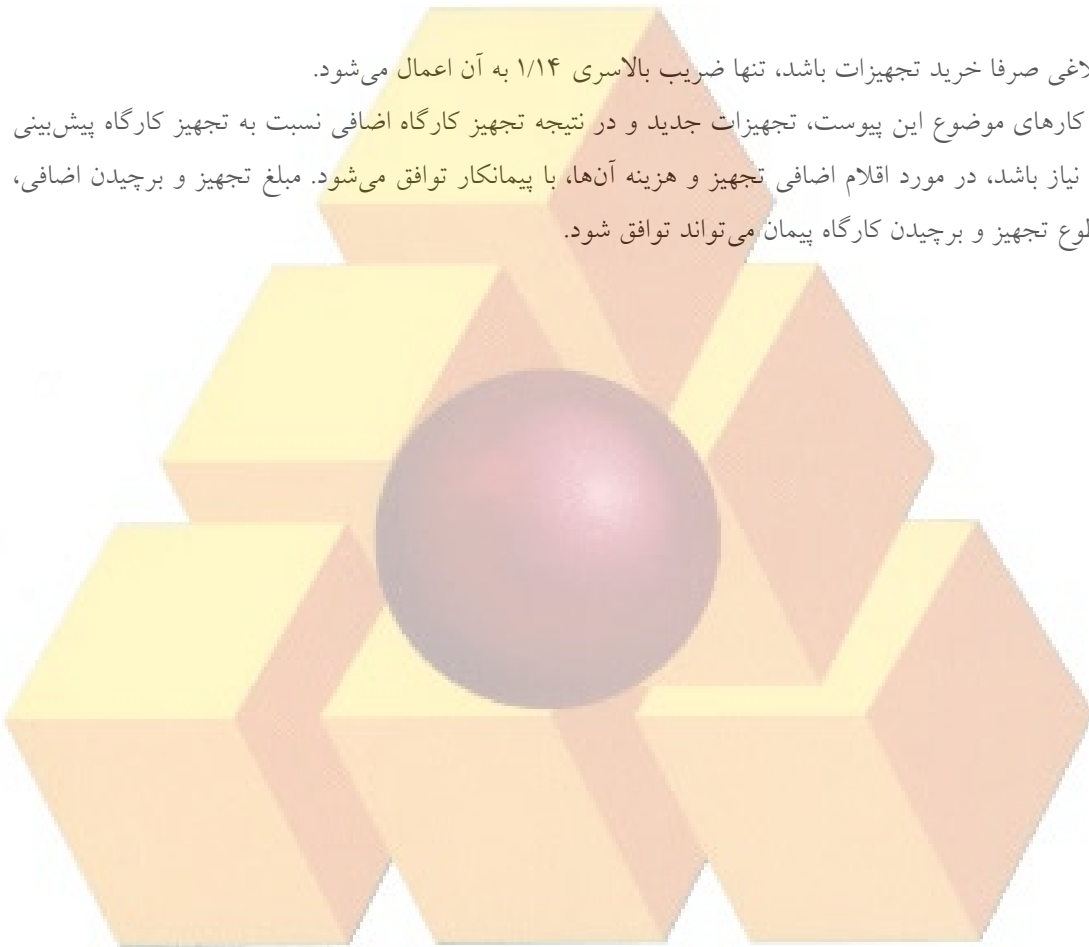 لاغی صرفا خرید تجهیزات باشد، تنها ضریب بالاسری ۱/۱۴ به آن اعمال می‌شود.
کارهای موضوع این پیوست، تجهیزات جدید و در نتیجه تجهیز کارگاه اضافی نسبت به تجهیز کارگاه پیش‌بینی
نیاز باشد، در مورد اقلام اضافی تجهیز و هزینه آن‌ها، با پیمانکار توافق می‌شود. مبلغ تجهیز و برچیدن اضافی،
طوع تجهیز و برچیدن کارگاه پیمان می‌تواند توافق شود.